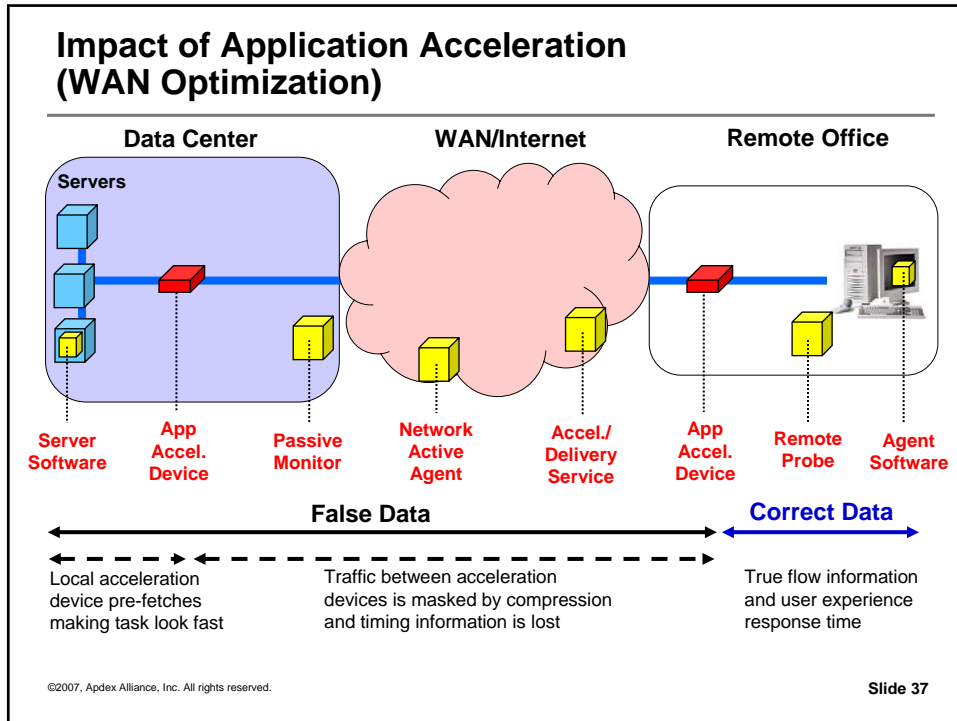 Impact of Application Acceleration
(WAN Optimization)
Data Center
WAN/Internet
Remote Office
Servers
Server
Software
App
Accel.
Device
Passive
Monitor
Network
Active
Agent
Accel./
Delivery
Service
App
Accel.
Device
Remote
Probe
Agent
Software
False Data
Correct Data
Local acceleration
device pre-fetches
making task look fast
Traffic between acceleration
devices is masked by compression
and timing information is lost
True flow information
and user experience
response time
©2007, Apdex Alliance, Inc. All rights reserved.
Slide 37